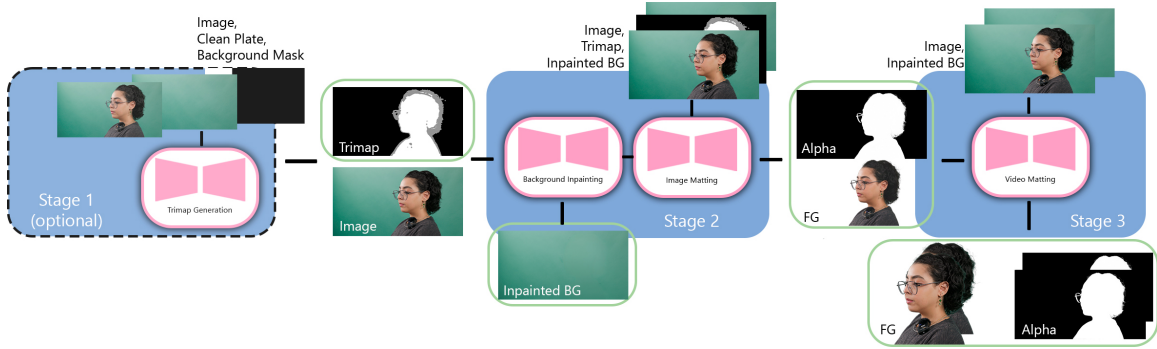 Image,
Clean Plate,
Background Mask
Stage 1
(optional)
Trimap Generation
Trimap
Image
Image,
Trimap,
Inpainted BG
Background Inpainting
Image Matting
Stage 2
Inpainted BG
Alpha
FG
Image,
Inpainted BG
Video Matting
Stage 3
FG
Alpha